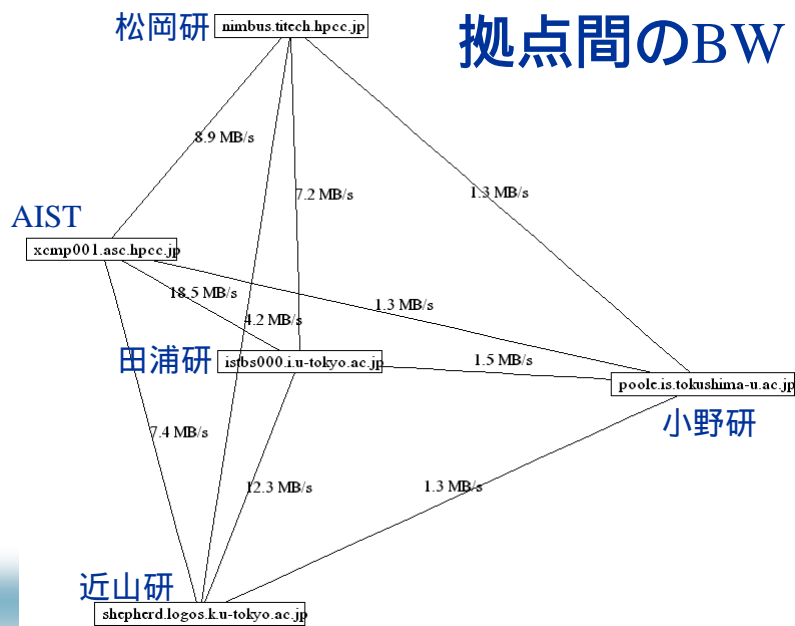 拠点間のBW
松岡研
nimbus.titech.hpcc.jp
8.9 MB/s
7.2 MB/s
1.3 MB/s
AIST
xcmp001.asc.hpcc.jp
18.5 MB/s
1.3 MB/s
4.2 MB/s
田浦研
istbs000.i.u-tokyo.ac.jp
1.5 MB/s
poole.is.tokushima-u.ac.jp
小野研
7.4 MB/s
12.3 MB/s
1.3 MB/s
近山研
shepherd.logos.k.u-tokyo.ac.jp